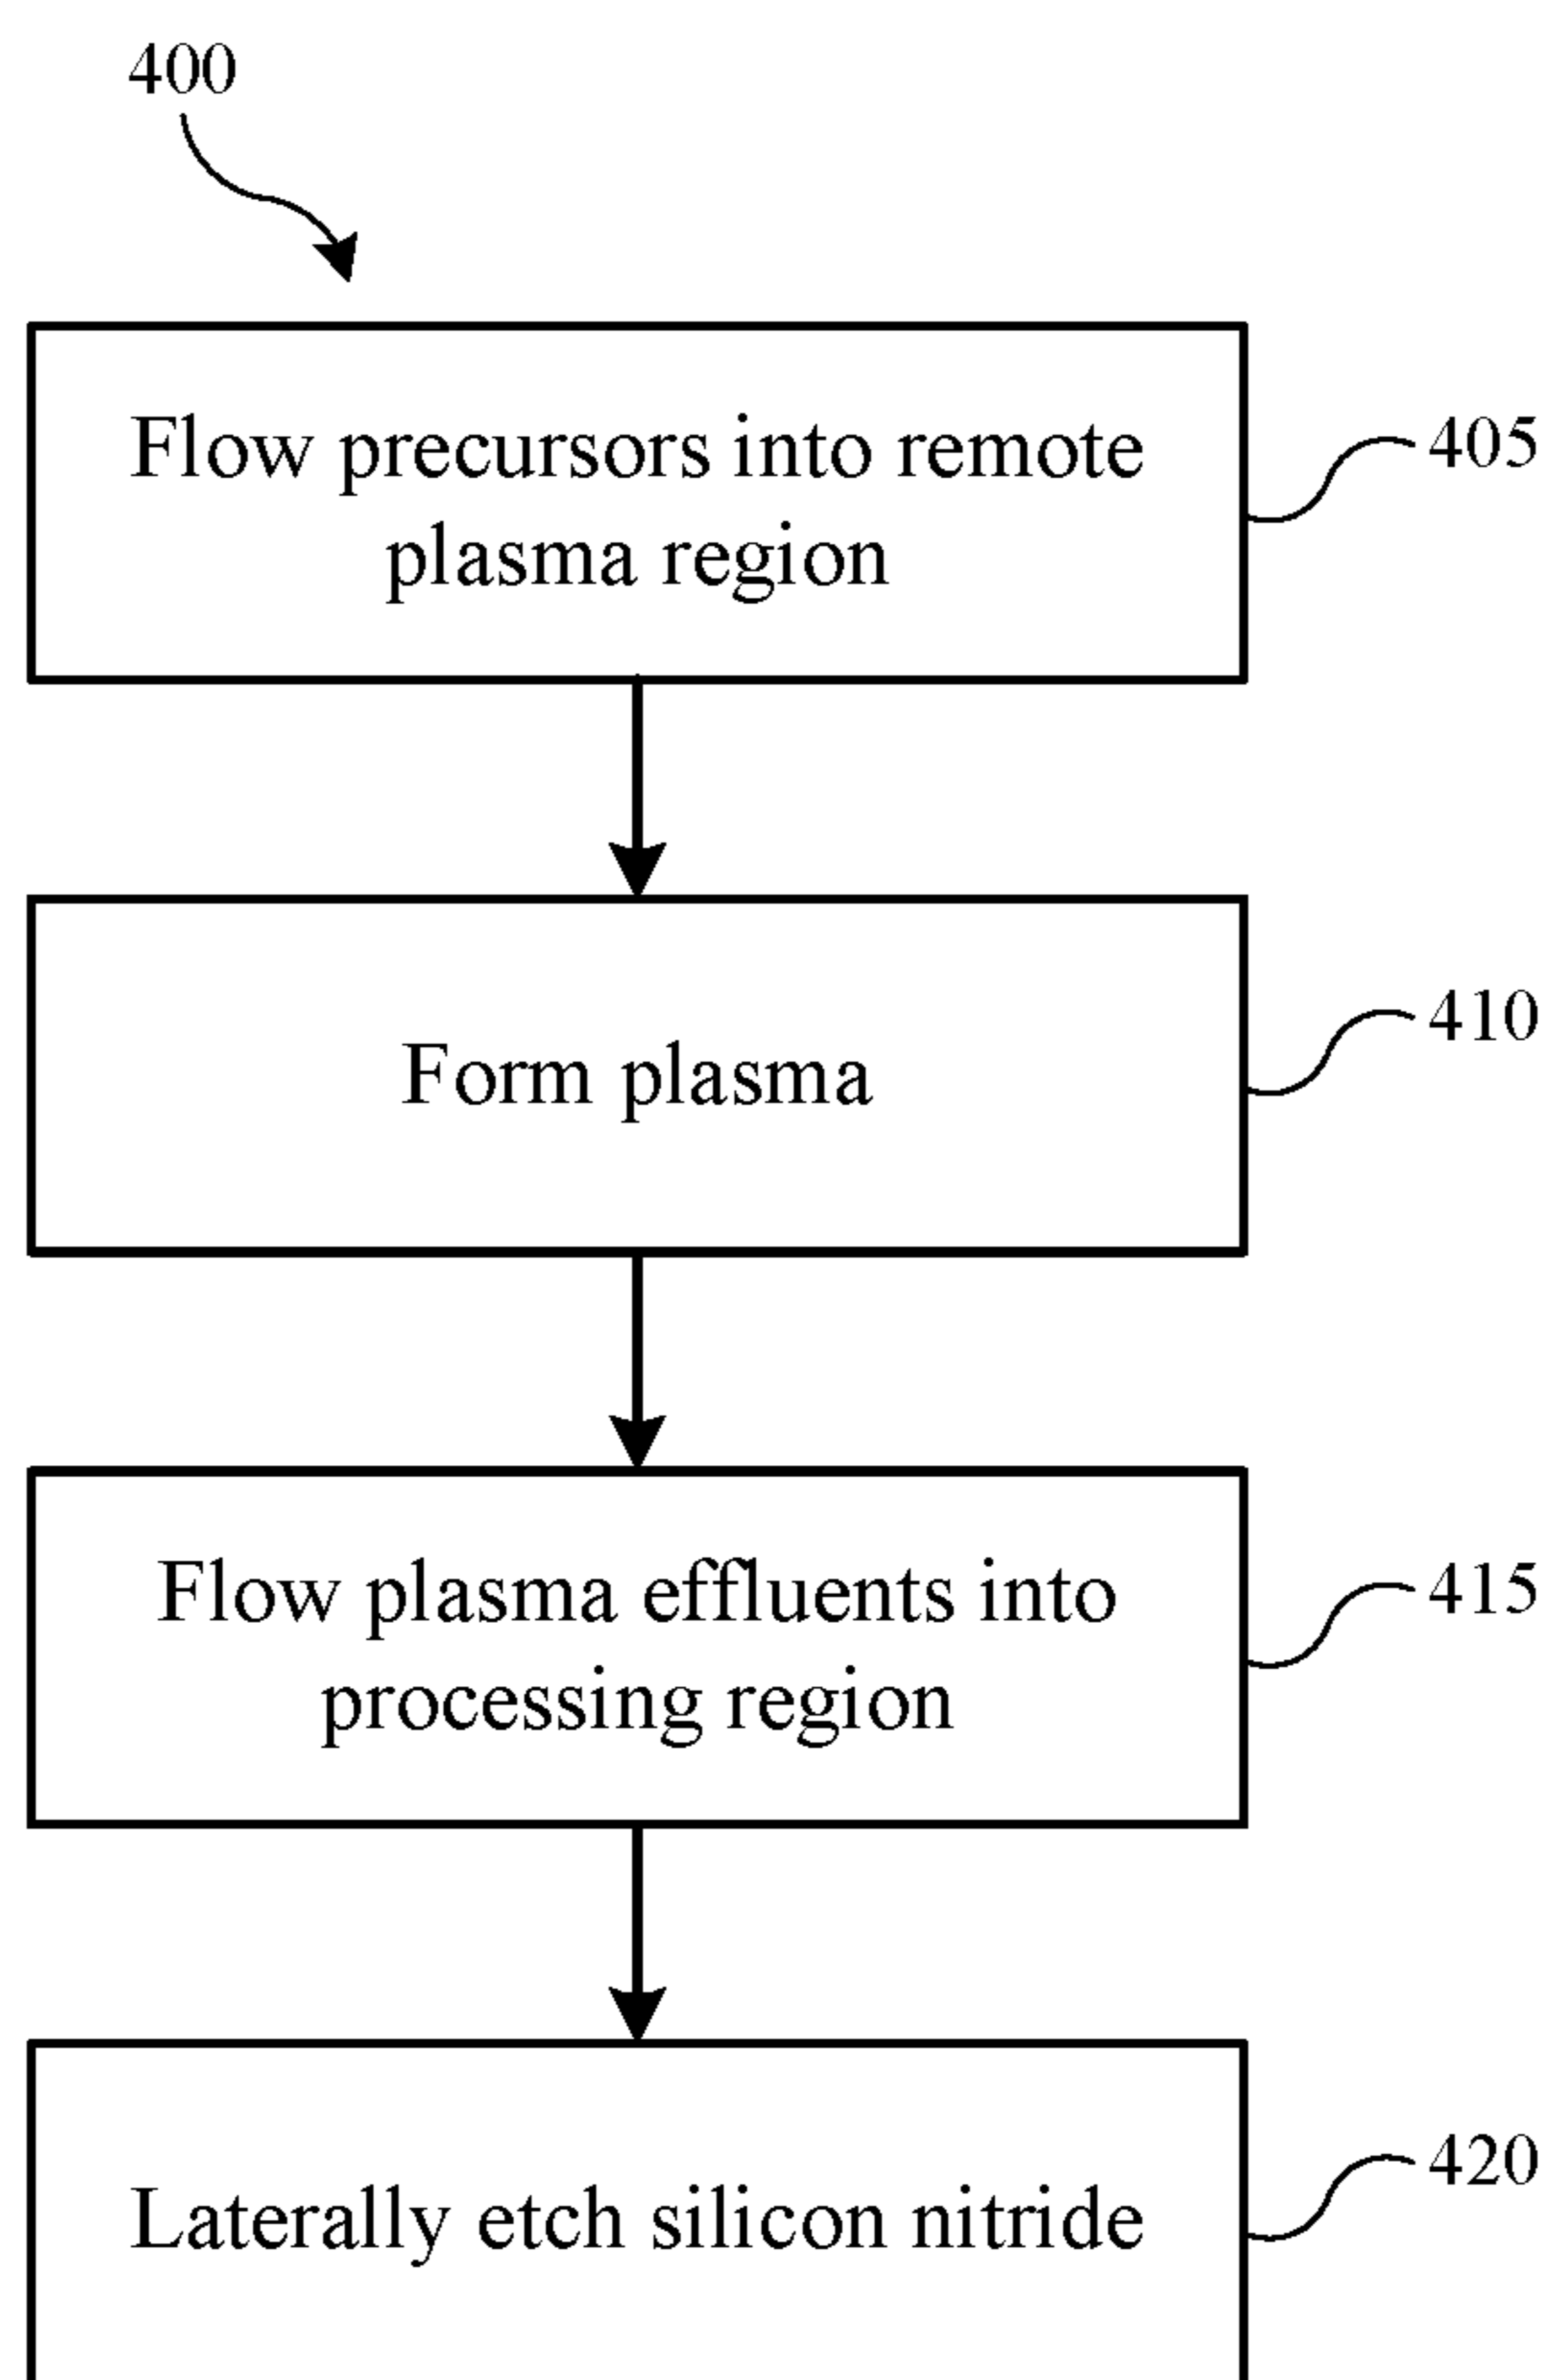 400
Flow precursors into remote
plasma region
405
Form plasma
410
Flow plasma effluents into
processing region
415
Laterally etch silicon nitride
420